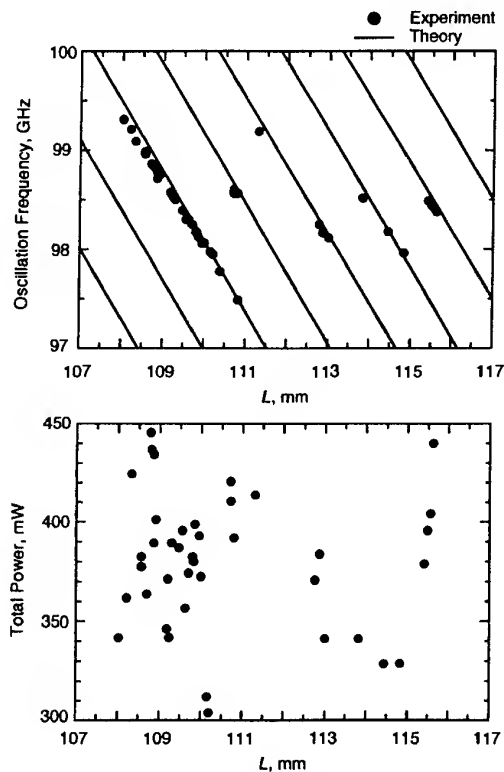 Experiment
Theory
100
99
98
97
Oscillation Frequency, GHz
107 109 111 113 115 117
L, mm
450
400
350
300
Total Power, mW
107 109 111 113 115 117
L, mm